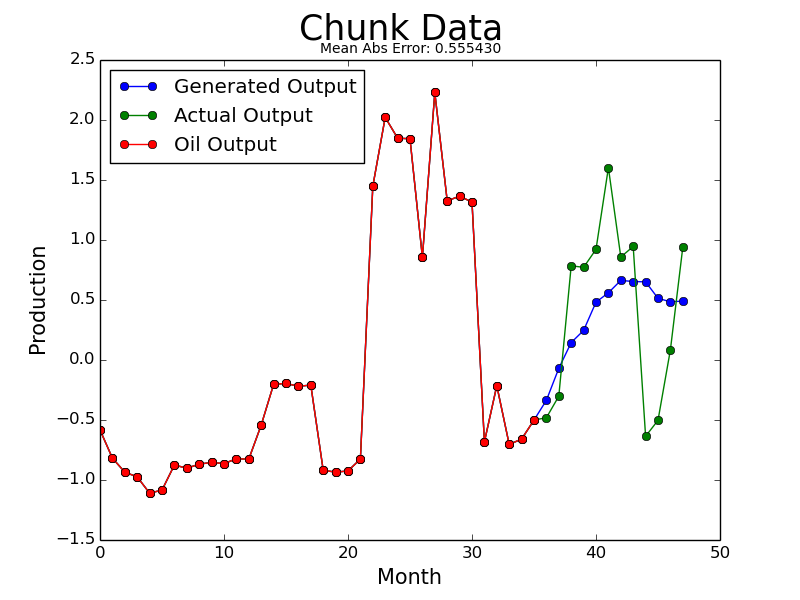 Chunk Data
Mean Abs Error: 0.555430
2.5
2.0
1.5
1.0
0.5
0.0
−0.5
−1.0
−1.5
Generated Output
Actual Output
Oil Output
Production
0 10 20 30 40 50
Month